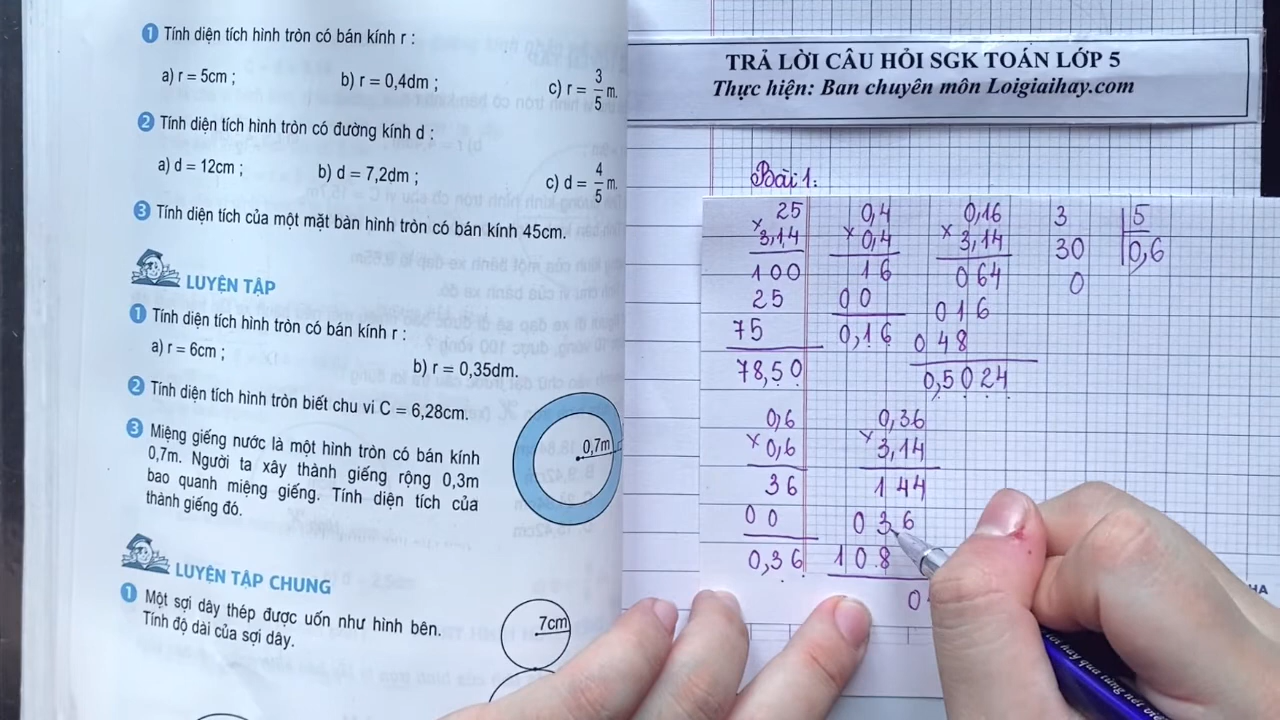 1 Tính diện tích hình tròn có bán kính r :
a) r = 5cm ; b) r = 0,4dm ; c) r = 3/5 m.
2 Tính diện tích hình tròn có đường kính d :
a) d = 12cm ; b) d = 7,2dm ; c) d = 4/5 m.
3 Tính diện tích của một mặt bàn hình tròn có bán kính 45cm.
LUYỆN TẬP
1 Tính diện tích hình tròn có bán kính r :
a) r = 6cm ; b) r = 0,35dm.
2 Tính diện tích hình tròn biết chu vi C = 6,28cm.
3 Miệng giếng nước là một hình tròn có bán kính
0,7m. Người ta xây thành giếng rộng 0,3m
bao quanh miệng giếng. Tính diện tích của
thành giếng đó.
0,7m
LUYỆN TẬP CHUNG
1 Một sợi dây thép được uốn như hình bên.
Tính độ dài của sợi dây.
7cm
TRẢ LỜI CÂU HỎI SGK TOÁN LỚP 5
Thực hiện: Ban chuyên môn Loigiaihay.com
Bài 1:
25
× 3,14
100
25
75
78,50
0,4
× 0,4
16
00
0,16
0,16
× 3,14
064
016
048
0,5024
3 5
30 0,6
0
0,6
× 0,6
36
00
0,36
0,36
× 3,14
144
036
108
0